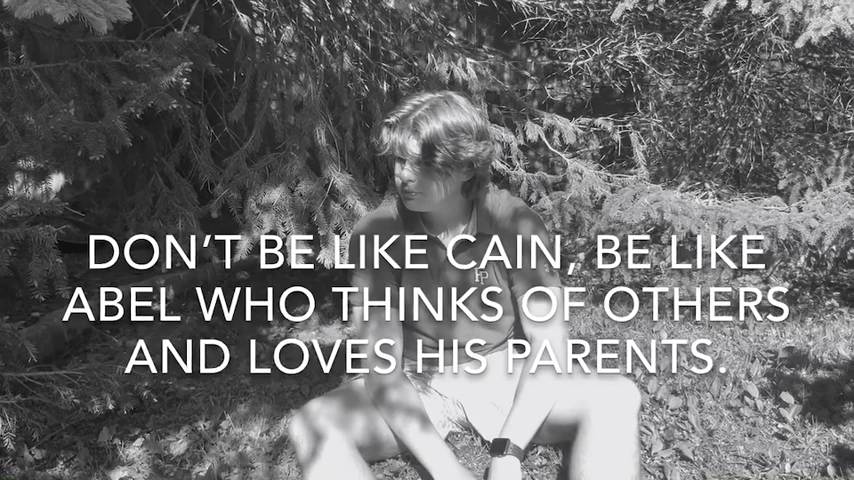 DON'T BE LIKE CAIN, BE LIKE
ABEL WHO THINKS OF OTHERS
AND LOVES HIS PARENTS.